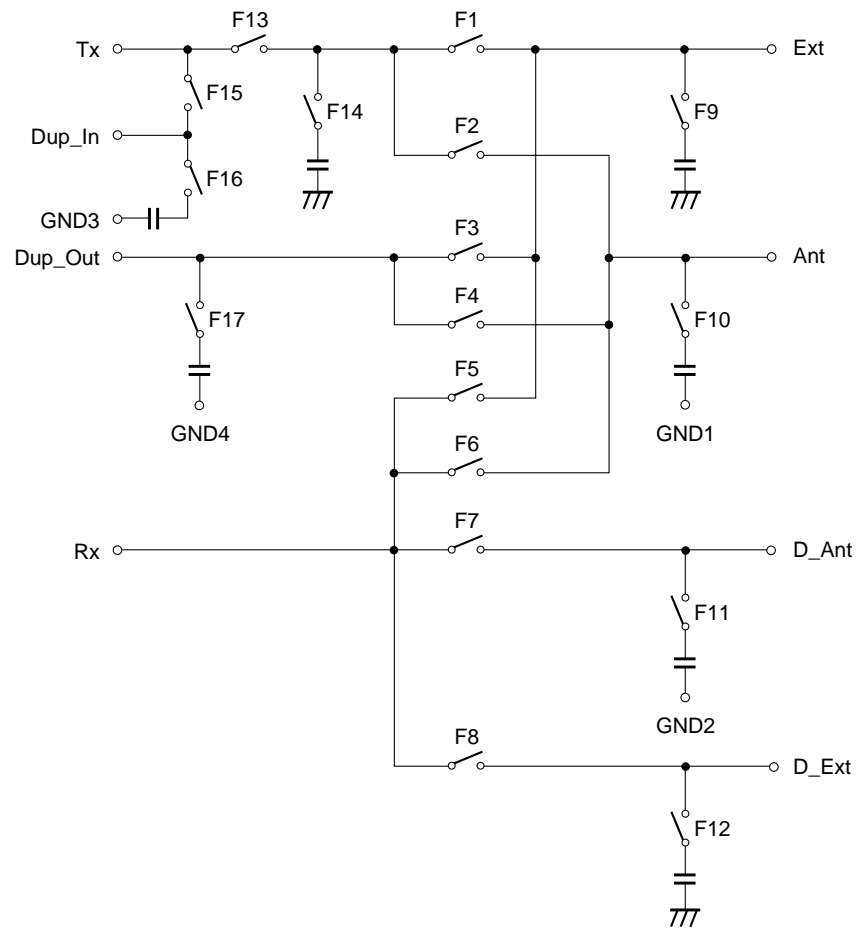 F13
F1
Tx
Ext
F15
F14
F9
F2
Dup_In
F16
GND3
F3
Dup_Out
Ant
F4
F17
F10
F5
GND4
GND1
F6
F7
Rx
D_Ant
F11
GND2
F8
D_Ext
F12